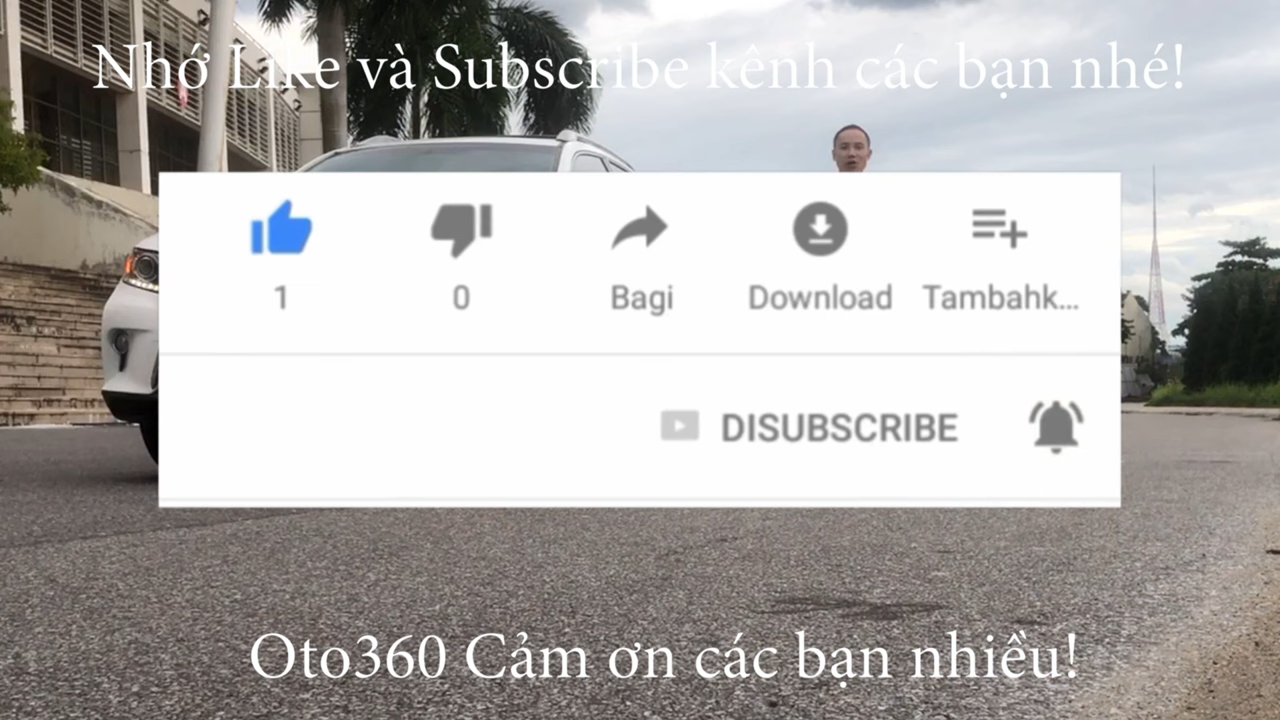 Nhớ Like và Subscribe kênh các bạn nhé!
1 0 Bagi Download Tambahk...
DISUBSCRIBE
Oto360 Cảm ơn các bạn nhiều!